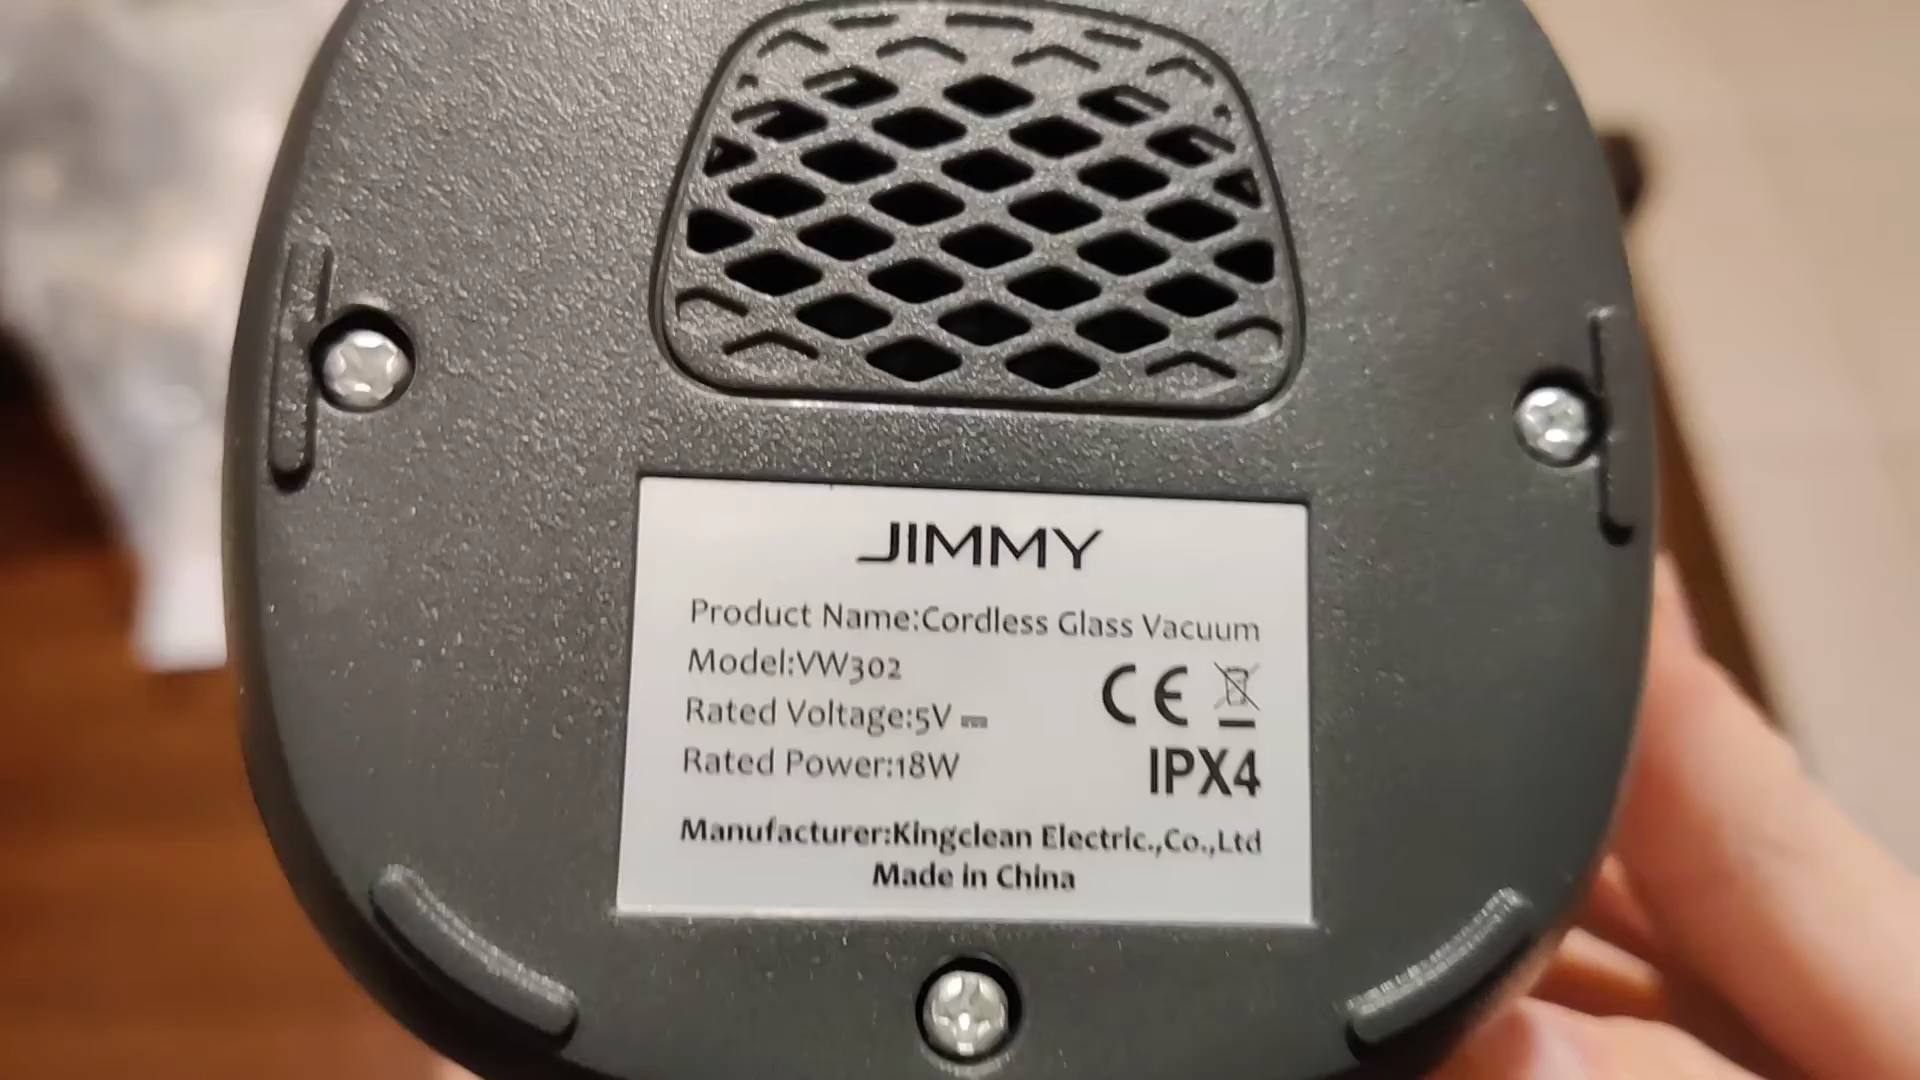 JIMMY
Product Name:Cordless Glass Vacuum
Model:VW302
Rated Voltage:5V ⎓
Rated Power:18W
CE
IPX4
Manufacturer:Kingclean Electric.,Co.,Ltd
Made in China